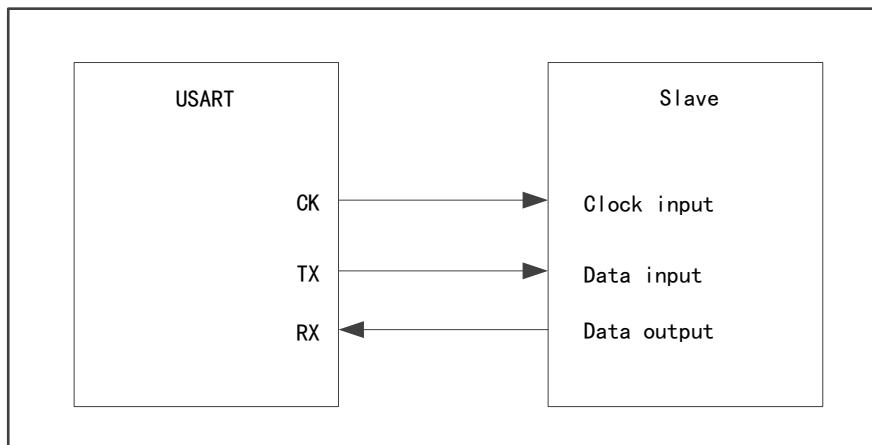 USART
Slave
CK
Clock input
TX
Data input
RX
Data output